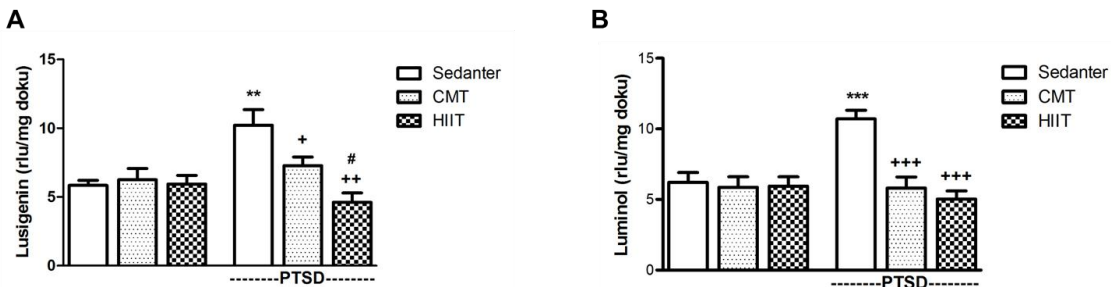 A
Lusigenin (rlu/mg doku)
15
10
5
0
**
+
#
++
Sedanter
CMT
HIIT
--------PTSD--------
B
Luminol (rlu/mg doku)
15
10
5
0
***
+++
+++
Sedanter
CMT
HIIT
--------PTSD--------